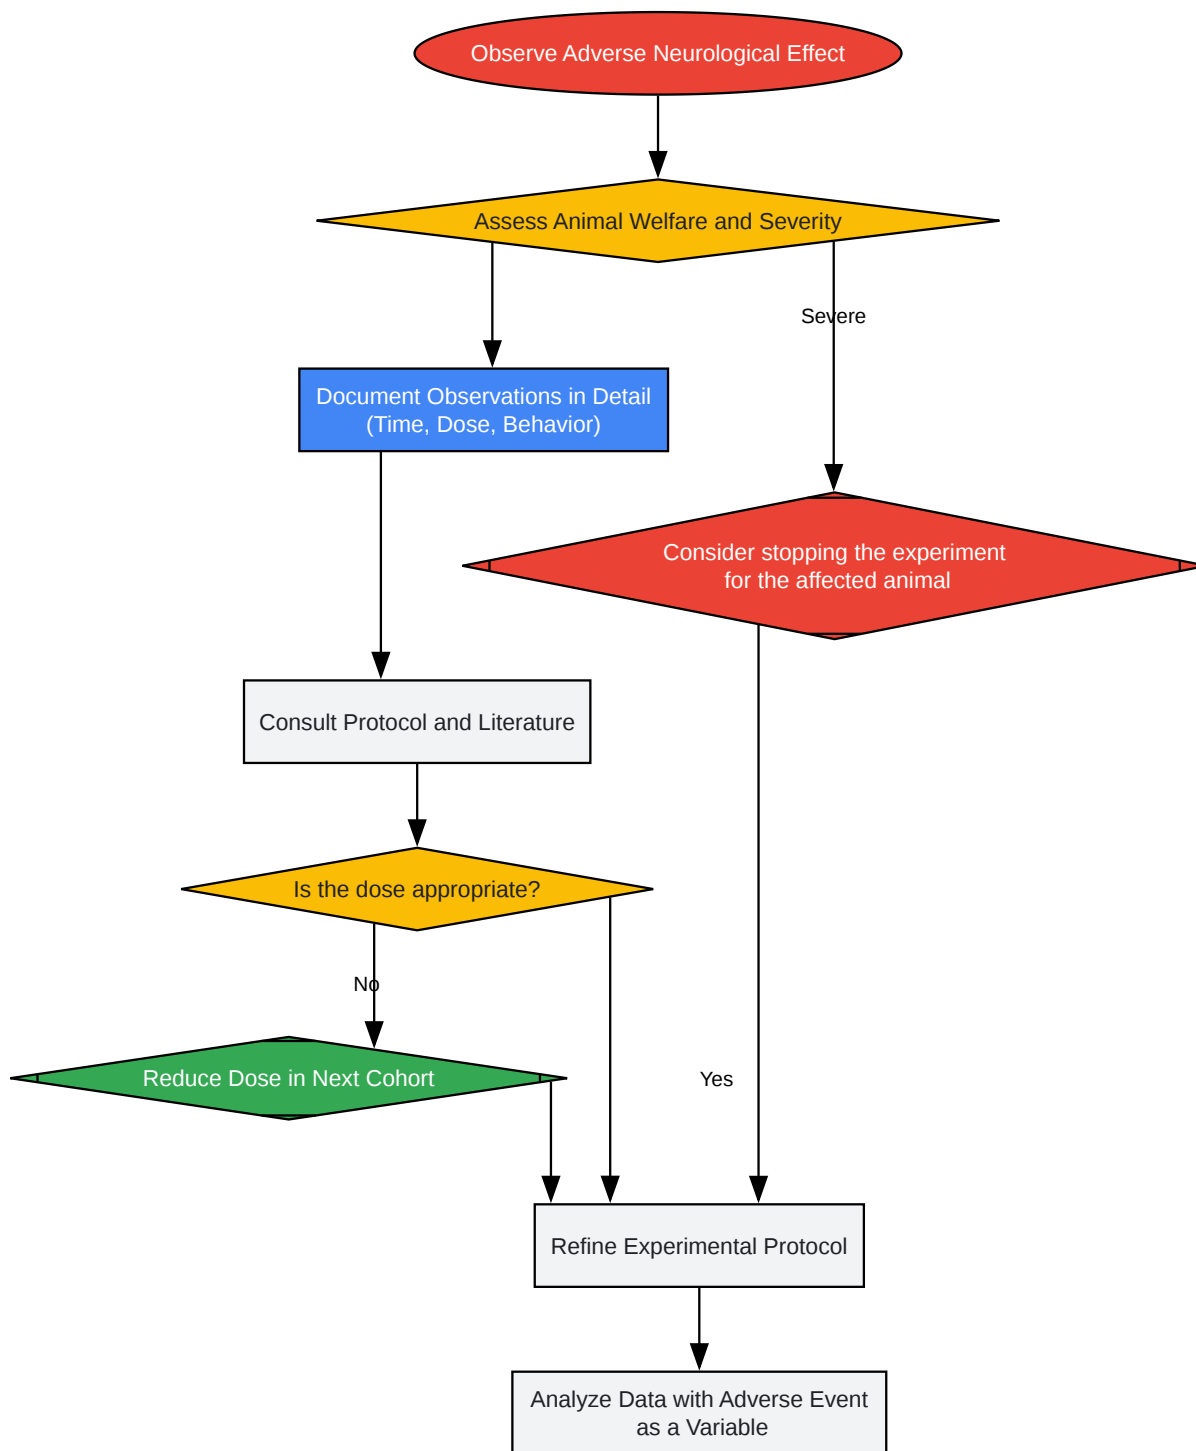 Observe Adverse Neurological Effect
Assess Animal Welfare and Severity
Severe
Document Observations in Detail
(Time, Dose, Behavior)
Consider stopping the experiment
for the affected animal
Consult Protocol and Literature
Is the dose appropriate?
No
Reduce Dose in Next Cohort
Yes
Refine Experimental Protocol
Analyze Data with Adverse Event
as a Variable